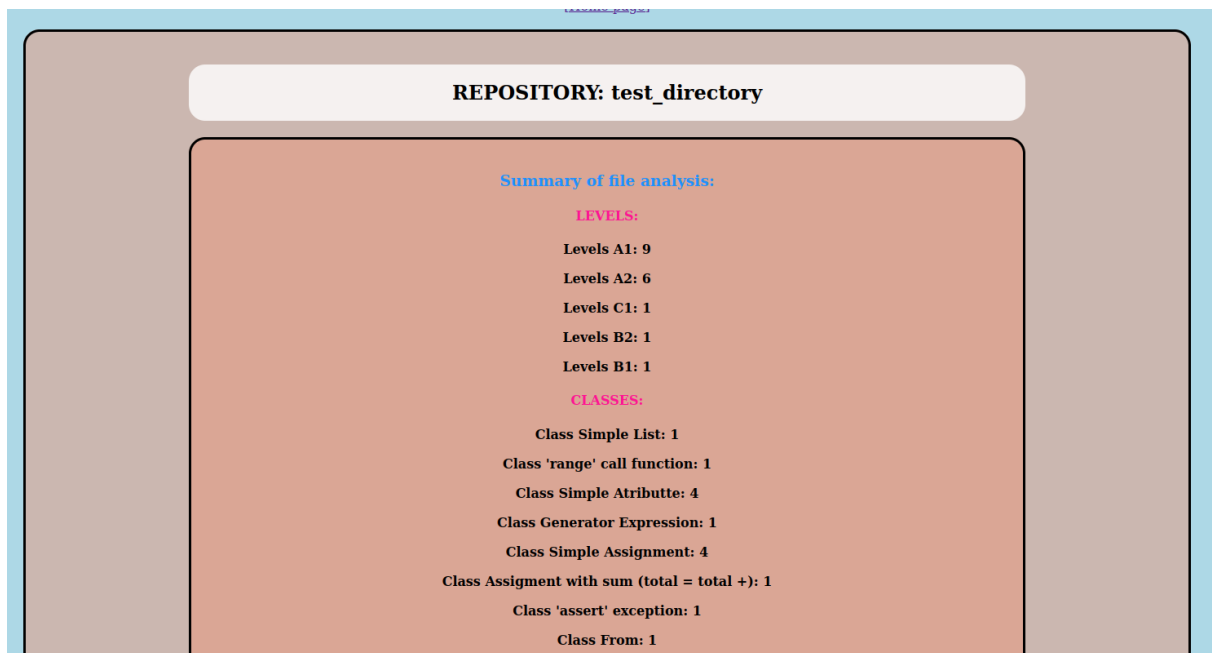 REPOSITORY: test_directory
Summary of file analysis:
LEVELS:
Levels A1: 9
Levels A2: 6
Levels C1: 1
Levels B2: 1
Levels B1: 1
CLASSES:
Class Simple List: 1
Class 'range' call function: 1
Class Simple Atributte: 4
Class Generator Expression: 1
Class Simple Assignment: 4
Class Assigment with sum (total = total +): 1
Class 'assert' exception: 1
Class From: 1